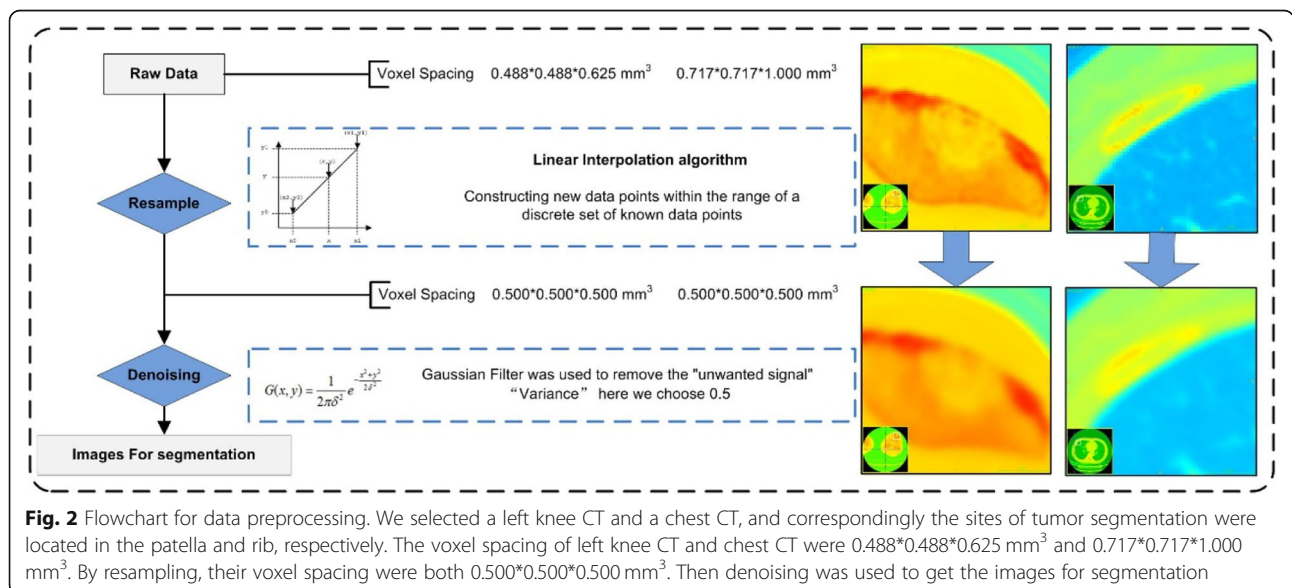 Raw Data
Voxel Spacing 0.488*0.488*0.625 mm³ 0.717*0.717*1.000 mm³
Resample
Linear Interpolation algorithm
Constructing new data points within the range of a
discrete set of known data points
(x,y)
y
x
Voxel Spacing 0.500*0.500*0.500 mm³ 0.500*0.500*0.500 mm³
Denoising
G(x, y) = 1/2πδ² e^-(x²+y²)/2δ²
Gaussian Filter was used to remove the "unwanted signal"
“Variance” here we choose 0.5
Images For segmentation
Fig. 2 Flowchart for data preprocessing. We selected a left knee CT and a chest CT, and correspondingly the sites of tumor segmentation were
located in the patella and rib, respectively. The voxel spacing of left knee CT and chest CT were 0.488*0.488*0.625 mm³ and 0.717*0.717*1.000
mm³. By resampling, their voxel spacing were both 0.500*0.500*0.500 mm³. Then denoising was used to get the images for segmentation